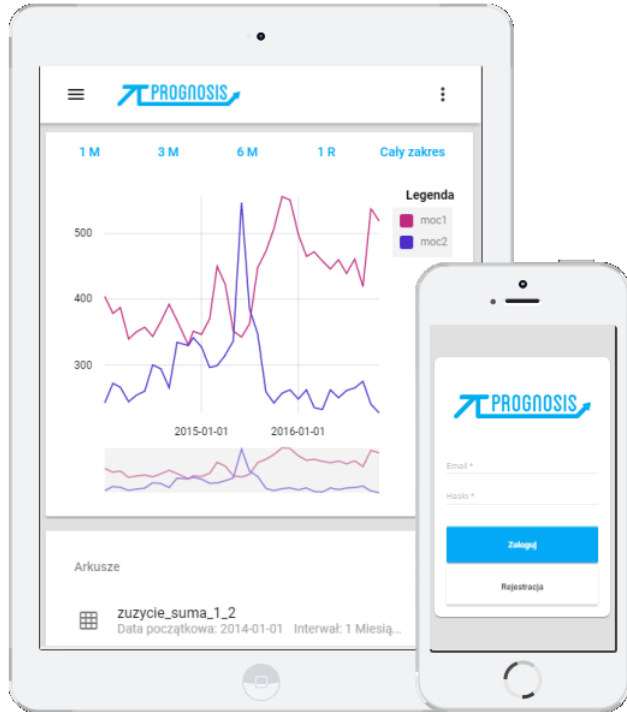 PROGNOSIS
1 M 3 M 6 M 1 R Cały zakres
Legenda
moc1
moc2
500
400
300
2015-01-01 2016-01-01
Arkusze
zuzycie_suma_1_2
Data początkowa: 2014-01-01 Interwał: 1 Miesią...
PROGNOSIS
Email *
Hasło *
Zaloguj
Rejestracja